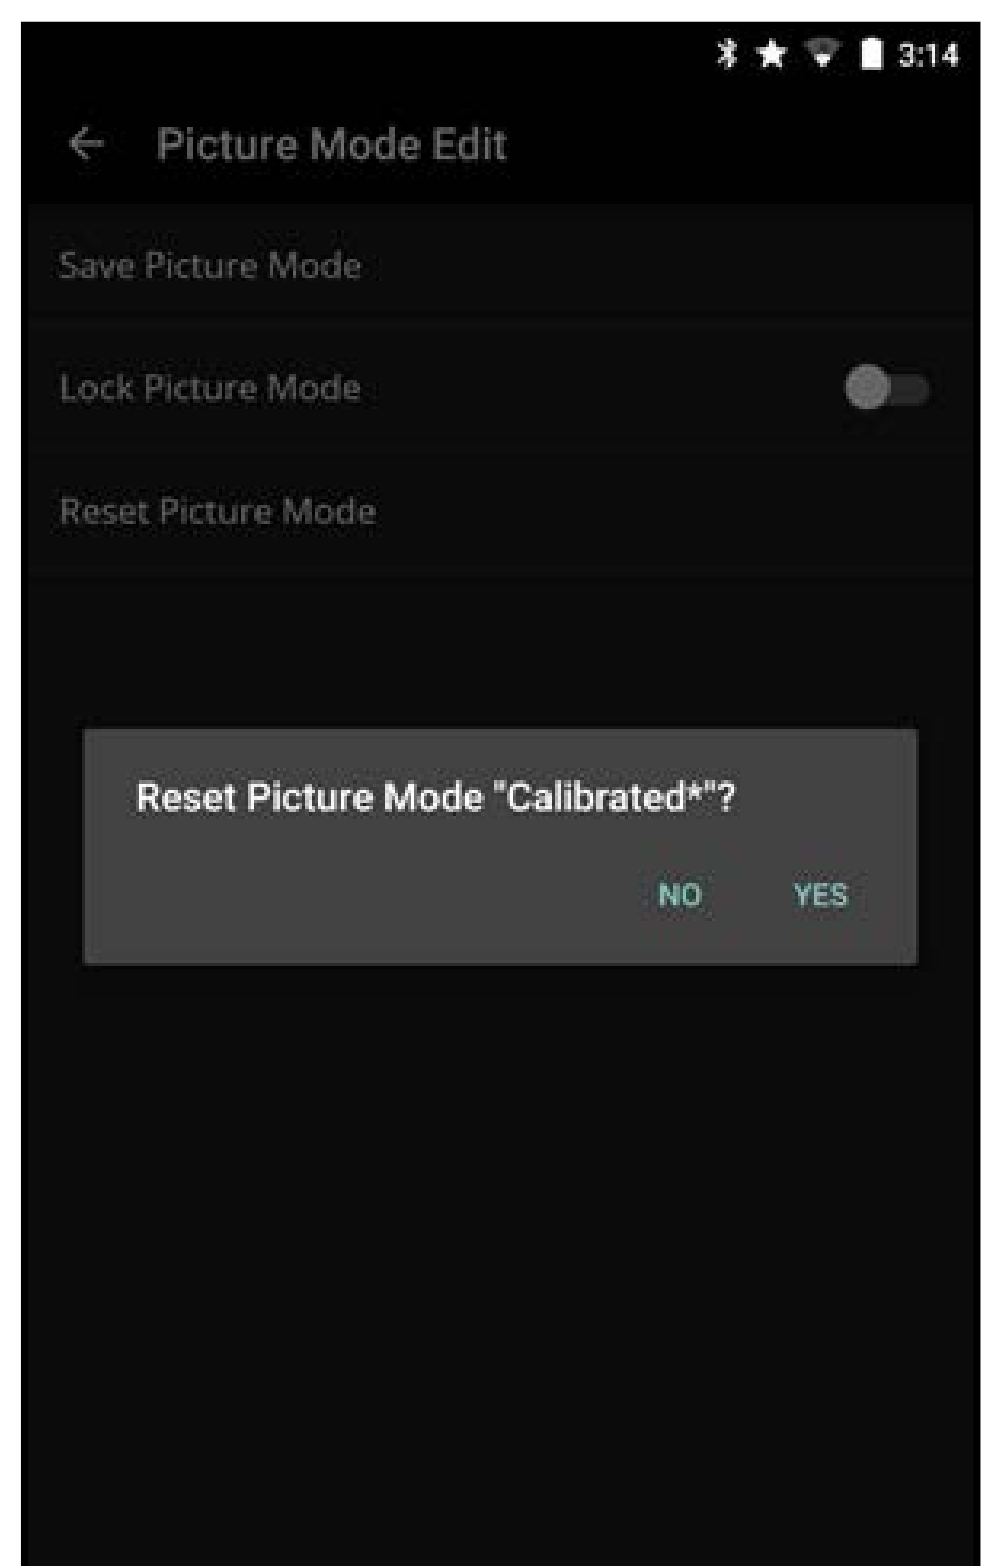 3:14
Picture Mode Edit
Save Picture Mode
Lock Picture Mode
Reset Picture Mode
Reset Picture Mode "Calibrated*"?
NO YES